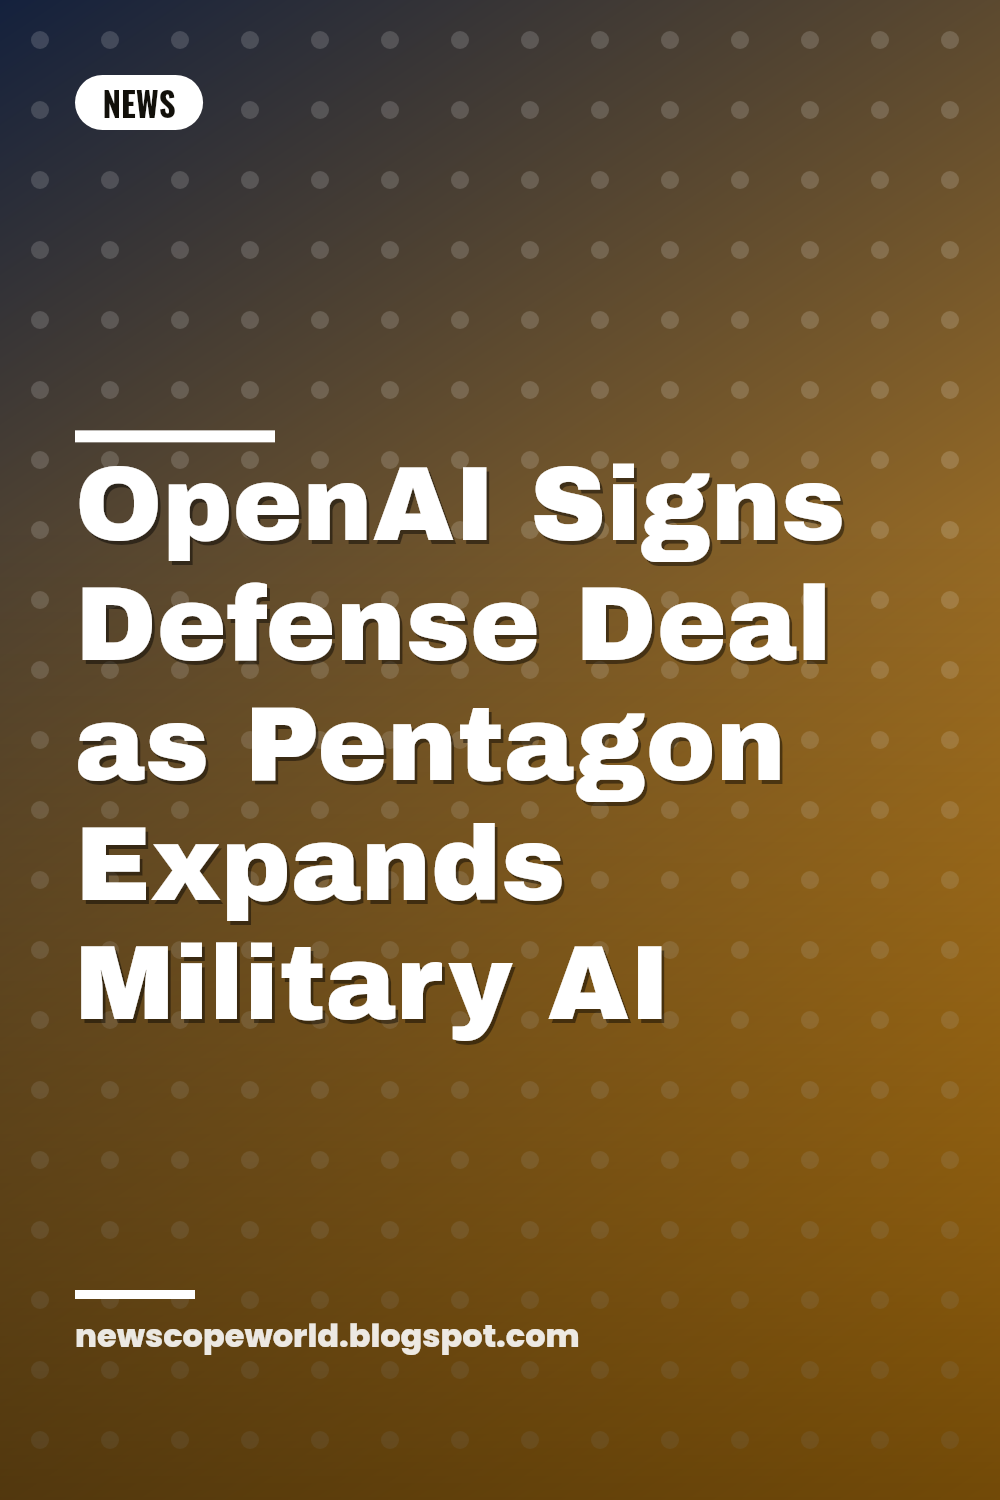 NEWS
OpenAI Signs
Defense Deal
as Pentagon
Expands
Military AI
newscopeworld.blogspot.com